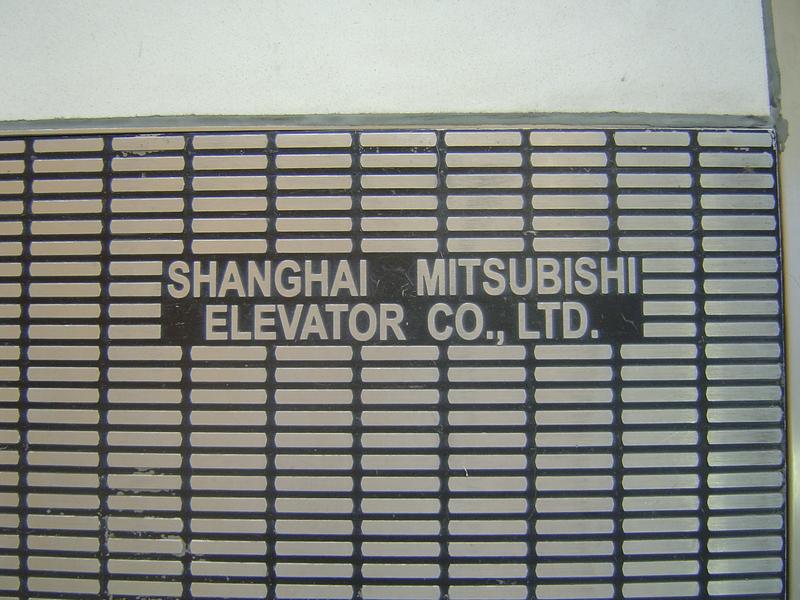 SHANGHAI MITSUBISHI
ELEVATOR CO., LTD.